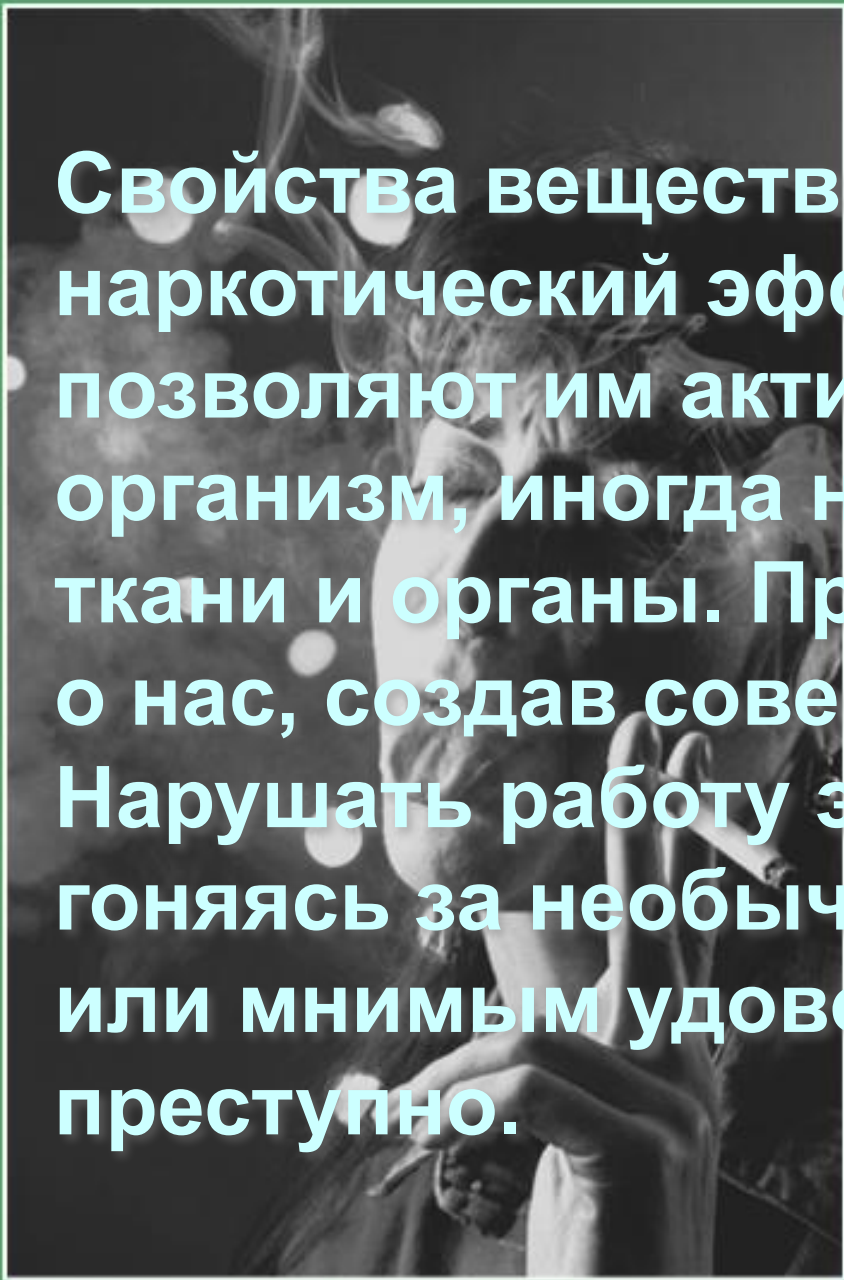 Свойства веществ
наркотический эф
позволяют им акти
организм, иногда н
ткани и органы. Пр
о нас, создав сове
Нарушать работу э
гоняясь за необыч
или мнимым удов
преступно.